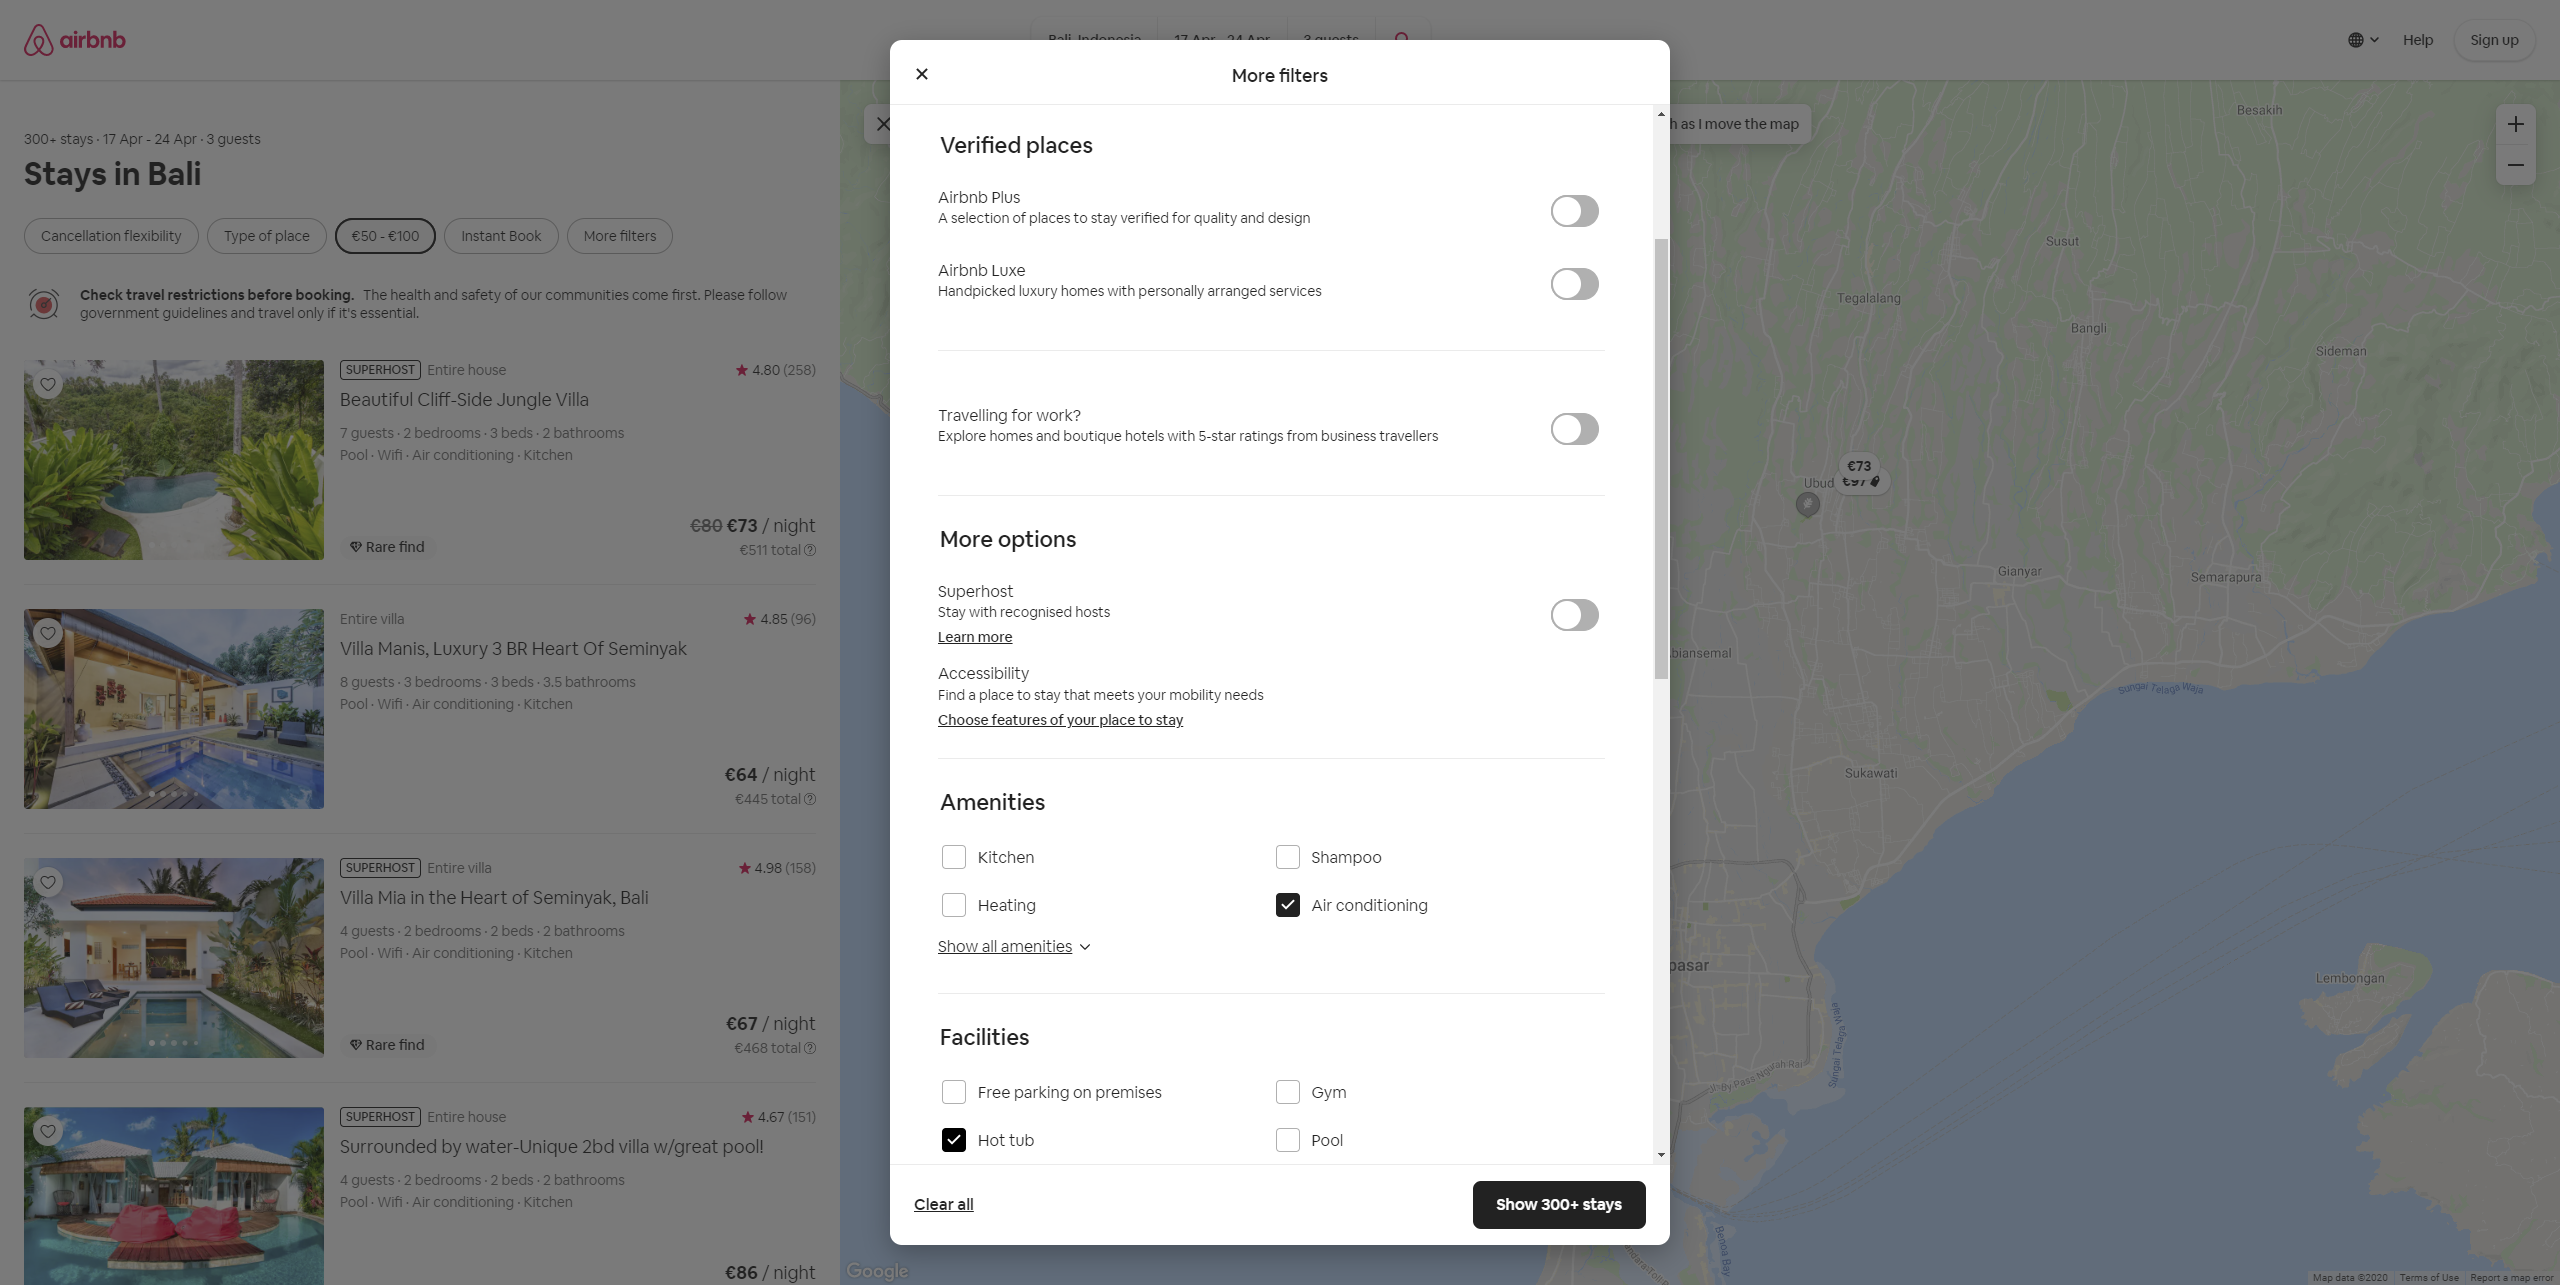 airbnb
Bali, Indonesia
17 Apr - 24 Apr
3 guests
Help
Sign up
300+ stays · 17 Apr - 24 Apr · 3 guests
Stays in Bali
Cancellation flexibility
Type of place
€50 - €100
Instant Book
More filters
Check travel restrictions before booking. The health and safety of our communities come first. Please follow
government guidelines and travel only if it's essential.
SUPERHOST Entire house
4.80 (258)
Beautiful Cliff-Side Jungle Villa
7 guests · 2 bedrooms · 3 beds · 2 bathrooms
Pool · Wifi · Air conditioning · Kitchen
€80 €73 / night
Rare find
€511 total
Entire villa
4.85 (96)
Villa Manis, Luxury 3 BR Heart Of Seminyak
8 guests · 3 bedrooms · 3 beds · 3.5 bathrooms
Pool · Wifi · Air conditioning · Kitchen
€64 / night
€445 total
SUPERHOST Entire villa
4.98 (158)
Villa Mia in the Heart of Seminyak, Bali
4 guests · 2 bedrooms · 2 beds · 2 bathrooms
Pool · Wifi · Air conditioning · Kitchen
€67 / night
Rare find
€468 total
SUPERHOST Entire house
4.67 (151)
Surrounded by water-Unique 2bd villa w/great pool!
4 guests · 2 bedrooms · 2 beds · 2 bathrooms
Pool · Wifi · Air conditioning · Kitchen
€86 / night
More filters
Verified places
Airbnb Plus
A selection of places to stay verified for quality and design
Airbnb Luxe
Handpicked luxury homes with personally arranged services
Travelling for work?
Explore homes and boutique hotels with 5-star ratings from business travellers
More options
Superhost
Stay with recognised hosts
Learn more
Accessibility
Find a place to stay that meets your mobility needs
Choose features of your place to stay
Amenities
Kitchen
Shampoo
Heating
Air conditioning
Show all amenities
Facilities
Free parking on premises
Gym
Hot tub
Pool
Clear all
Show 300+ stays
h as I move the map
Besakih
Susut
Tegalalang
Bangli
Sideman
€73
€97
Ubud
Gianyar
Semarapura
biansemal
Sungai Telaga Waja
Sukawati
pasar
Lembongan
Sungai Telaga Waja
By Pass Ngurah Rai
Benoa Bay
Google
Map data ©2020
Terms of Use
Report a map error